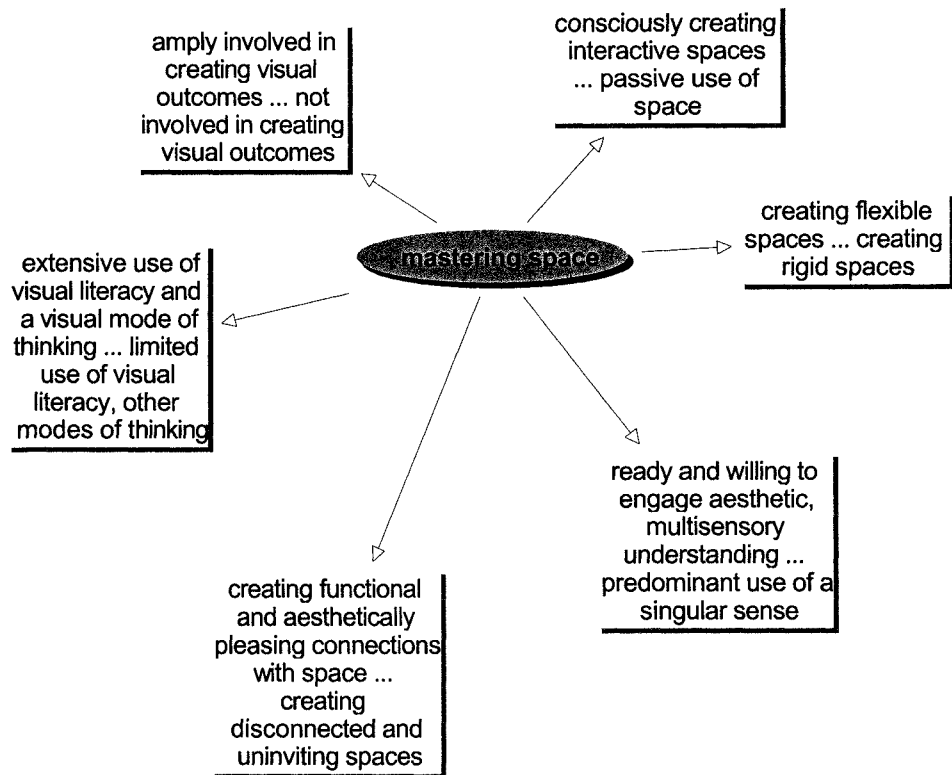 amply involved in
creating visual
outcomes ... not
involved in creating
visual outcomes
consciously creating
interactive spaces
... passive use of
space
mastering space
creating flexible
spaces ... creating
rigid spaces
extensive use of
visual literacy and
a visual mode of
thinking ... limited
use of visual
literacy, other
modes of thinking
ready and willing to
engage aesthetic,
multisensory
understanding ...
predominant use of a
singular sense
creating functional
and aesthetically
pleasing connections
with space ...
creating
disconnected and
uninviting spaces